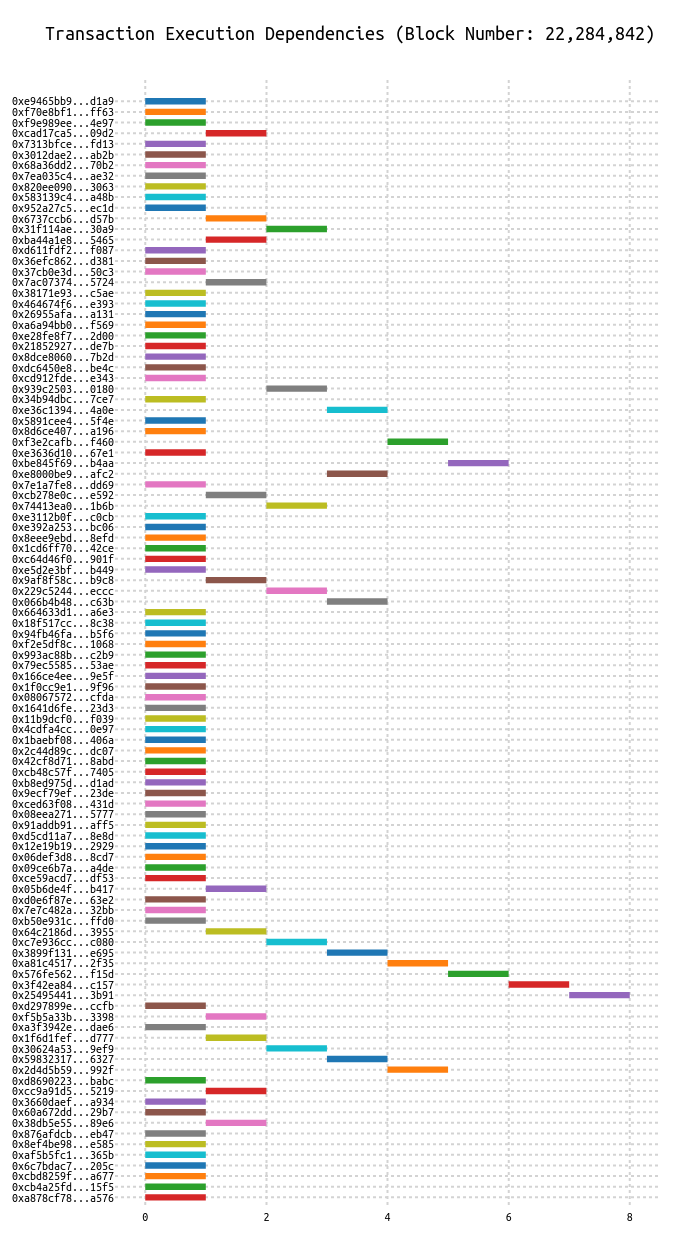 Transaction Execution Dependencies (Block Number: 22,284,842)
0xe9465bb9...d1a9
0xf70e8bf1...ff63
0xf9e989ee...4e97
0xcad17ca5...09d2
0x7313bfce...fd13
0x3012dae2...ab2b
0x68a36dd2...70b2
0x7ea035c4...ae32
0x820ee090...3063
0x583139c4...a48b
0x952a27c5...ec1d
0x6737ccb6...d57b
0x31f114ae...30a9
0xba44a1e8...5465
0xd611fdf2...f087
0x36efc862...d381
0x37cb0e3d...50c3
0x7ac07374...5724
0x38171e93...c5ae
0x464674f6...e393
0x26955afa...a131
0xa6a94bb0...f569
0xe28fe8f7...2d00
0x21852927...de7b
0x8dce8060...7b2d
0xdc6450e8...be4c
0xcd912fde...e343
0x939c2503...0180
0x34b94dbc...7ce7
0xe36c1394...4a0e
0x5891cee4...5f4e
0x8d6ce407...a196
0xf3e2cafb...f460
0xe3636d10...67e1
0xbe845f69...b4aa
0xe8000be9...afc2
0x7e1a7fe8...dd69
0xcb278e0c...e592
0x74413ea0...1b6b
0xe3112b0f...c0cb
0xe392a253...bc06
0x8eee9ebd...8efd
0x1cd6ff70...42ce
0xc64d46f0...901f
0xe5d2e3bf...b449
0x9af8f58c...b9c8
0x229c5244...eccc
0x066b4b48...c63b
0x664633d1...a6e3
0x18f517cc...8c38
0x94fb46fa...b5f6
0xf2e5df8c...1068
0x993ac88b...c2b9
0x79ec5585...53ae
0x166ce4ee...9e5f
0x1f0cc9e1...9f96
0x08067572...cfda
0x1641d6fe...23d3
0x11b9dcf0...f039
0x4cdfa4cc...0e97
0x1baebf08...406a
0x2c44d89c...dc07
0x42cf8d71...8abd
0xcb48c57f...7405
0xb8ed975d...d1ad
0x9ecf79ef...23de
0xced63f08...431d
0x08eea271...5777
0x91addb91...aff5
0xd5cd11a7...8e8d
0x12e19b19...2929
0x06def3d8...8cd7
0x09ce6b7a...a4de
0xce59acd7...df53
0x05b6de4f...b417
0xd0e6f87e...63e2
0x7e7c482a...32bb
0xb50e931c...ffd0
0x64c2186d...3955
0xc7e936cc...c080
0x3899f131...e695
0xa81c4517...2f35
0x576fe562...f15d
0x3f42ea84...c157
0x25495441...3b91
0xd297899e...ccfb
0xf5b5a33b...3398
0xa3f3942e...dae6
0x1f6d1fef...d777
0x30624a53...9ef9
0x59832317...6327
0x2d4d5b59...992f
0xd8690223...babc
0xcc9a91d5...5219
0x3660daef...a934
0x60a672dd...29b7
0x38db5e55...89e6
0x876afdcb...eb47
0x8ef4be98...e585
0xaf5b5fc1...365b
0x6c7bdac7...205c
0xcbd8259f...a677
0xcb4a25fd...15f5
0xa878cf78...a576
0 2 4 6 8